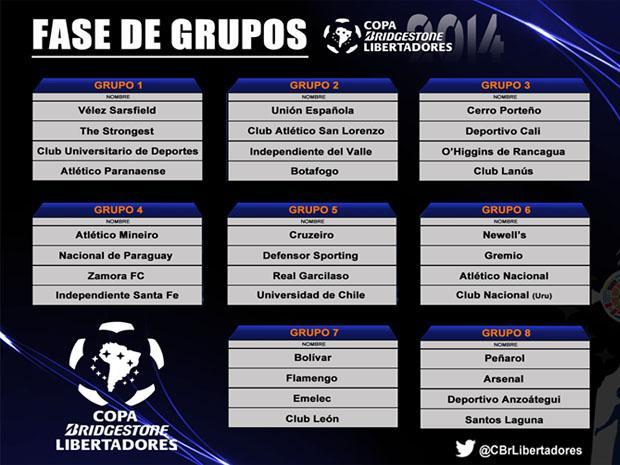 FASE DE GRUPOS
COPA
BRIDGESTONE
LIBERTADORES
2014
GRUPO 1
NOMBRE
Vélez Sarsfield
The Strongest
Club Universitario de Deportes
Atlético Paranaense
GRUPO 2
NOMBRE
Unión Española
Club Atlético San Lorenzo
Independiente del Valle
Botafogo
GRUPO 3
NOMBRE
Cerro Porteño
Deportivo Cali
O'Higgins de Rancagua
Club Lanús
GRUPO 4
NOMBRE
Atlético Mineiro
Nacional de Paraguay
Zamora FC
Independiente Santa Fe
GRUPO 5
NOMBRE
Cruzeiro
Defensor Sporting
Real Garcilaso
Universidad de Chile
GRUPO 6
NOMBRE
Newell's
Gremio
Atlético Nacional
Club Nacional (Uru)
GRUPO 7
NOMBRE
Bolívar
Flamengo
Emelec
Club León
GRUPO 8
NOMBRE
Peñarol
Arsenal
Deportivo Anzoátegui
Santos Laguna
COPA
BRIDGESTONE
LIBERTADORES
@CBrLibertadores